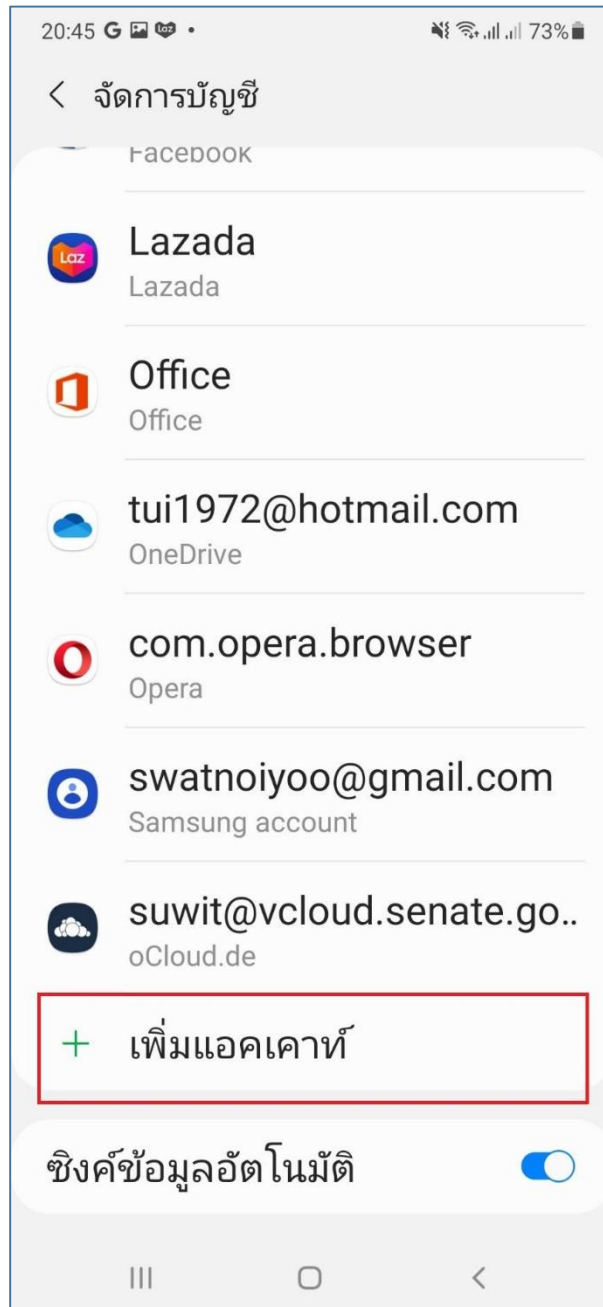 20:45 G Laz • 73%
จัดการบัญชี
Facebook
Laz
Lazada
Lazada
Office
Office
tui1972@hotmail.com
OneDrive
com.opera.browser
Opera
swatnoiyoo@gmail.com
Samsung account
suwit@vcloud.senate.go..
oCloud.de
+ เพิ่มแอคเคาท์
ซิงค์ข้อมูลอัตโนมัติ